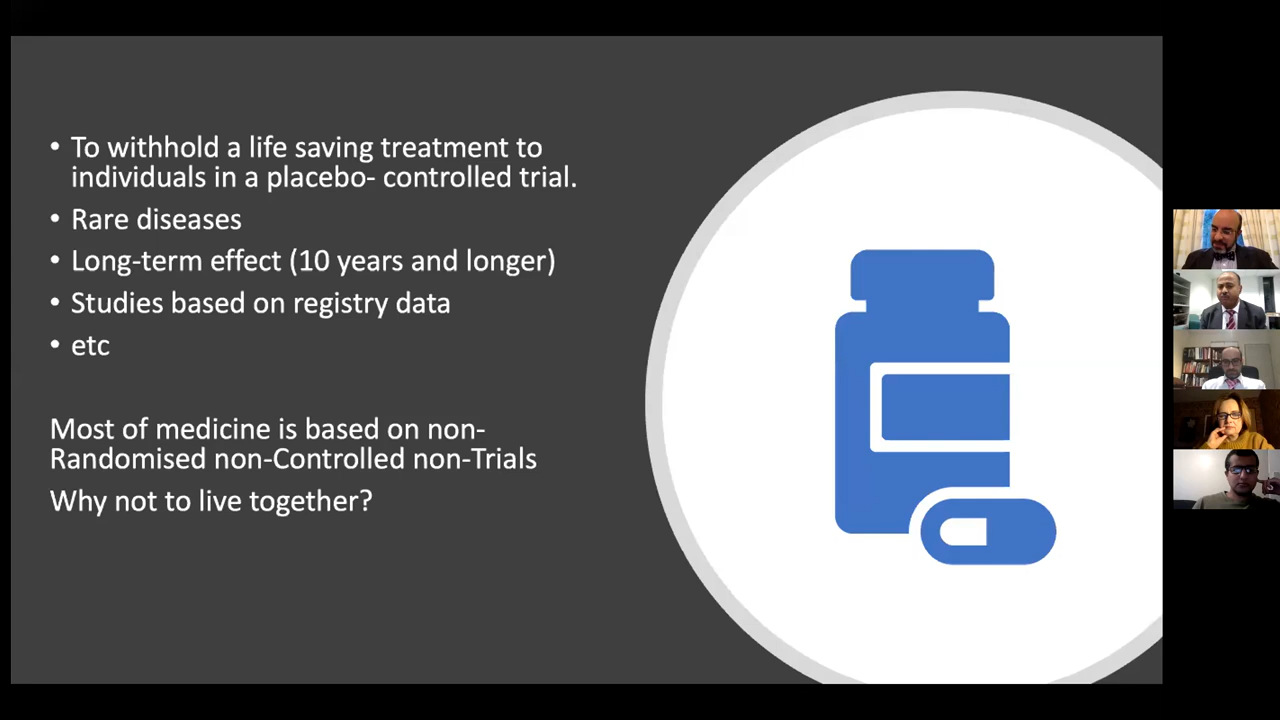 • To withhold a life saving treatment to
individuals in a placebo- controlled trial.
• Rare diseases
• Long-term effect (10 years and longer)
• Studies based on registry data
• etc
Most of medicine is based on non-
Randomised non-Controlled non-Trials
Why not to live together?